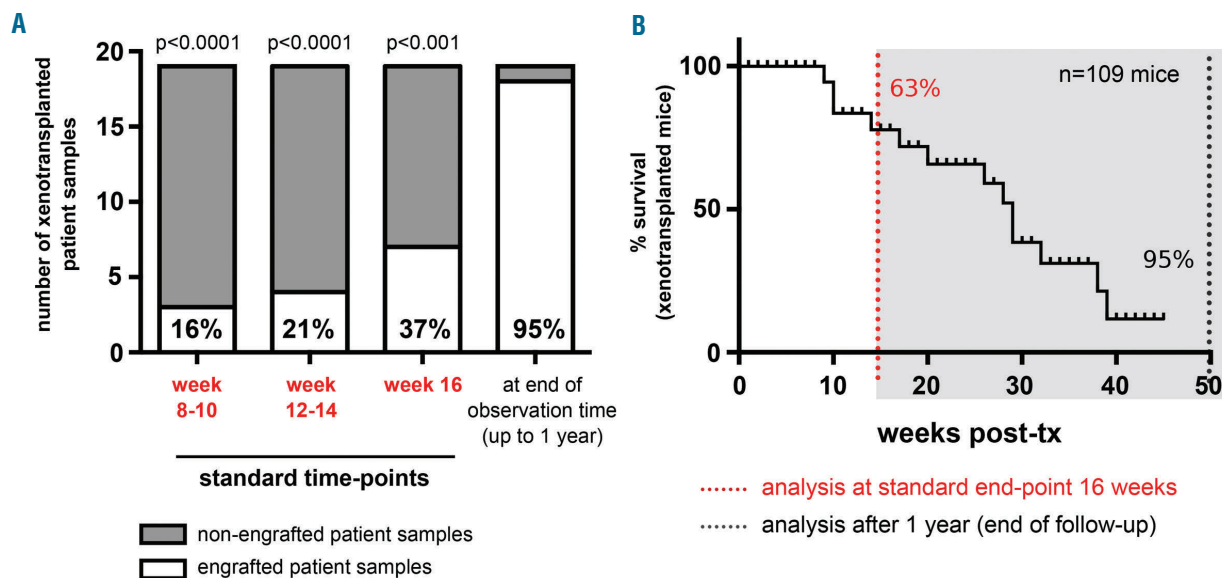 A
p<0.0001 p<0.0001 p<0.001
number of xenotransplanted
patient samples
20
15
10
5
0
16% 21% 37% 95%
week
8-10
week
12-14
week 16
at end of
observation time
(up to 1 year)
standard time-points
non-engrafted patient samples
engrafted patient samples
B
% survival
(xenotransplanted mice)
100
50
0
63%
n=109 mice
95%
0 10 20 30 40 50
weeks post-tx
analysis at standard end-point 16 weeks
analysis after 1 year (end of follow-up)